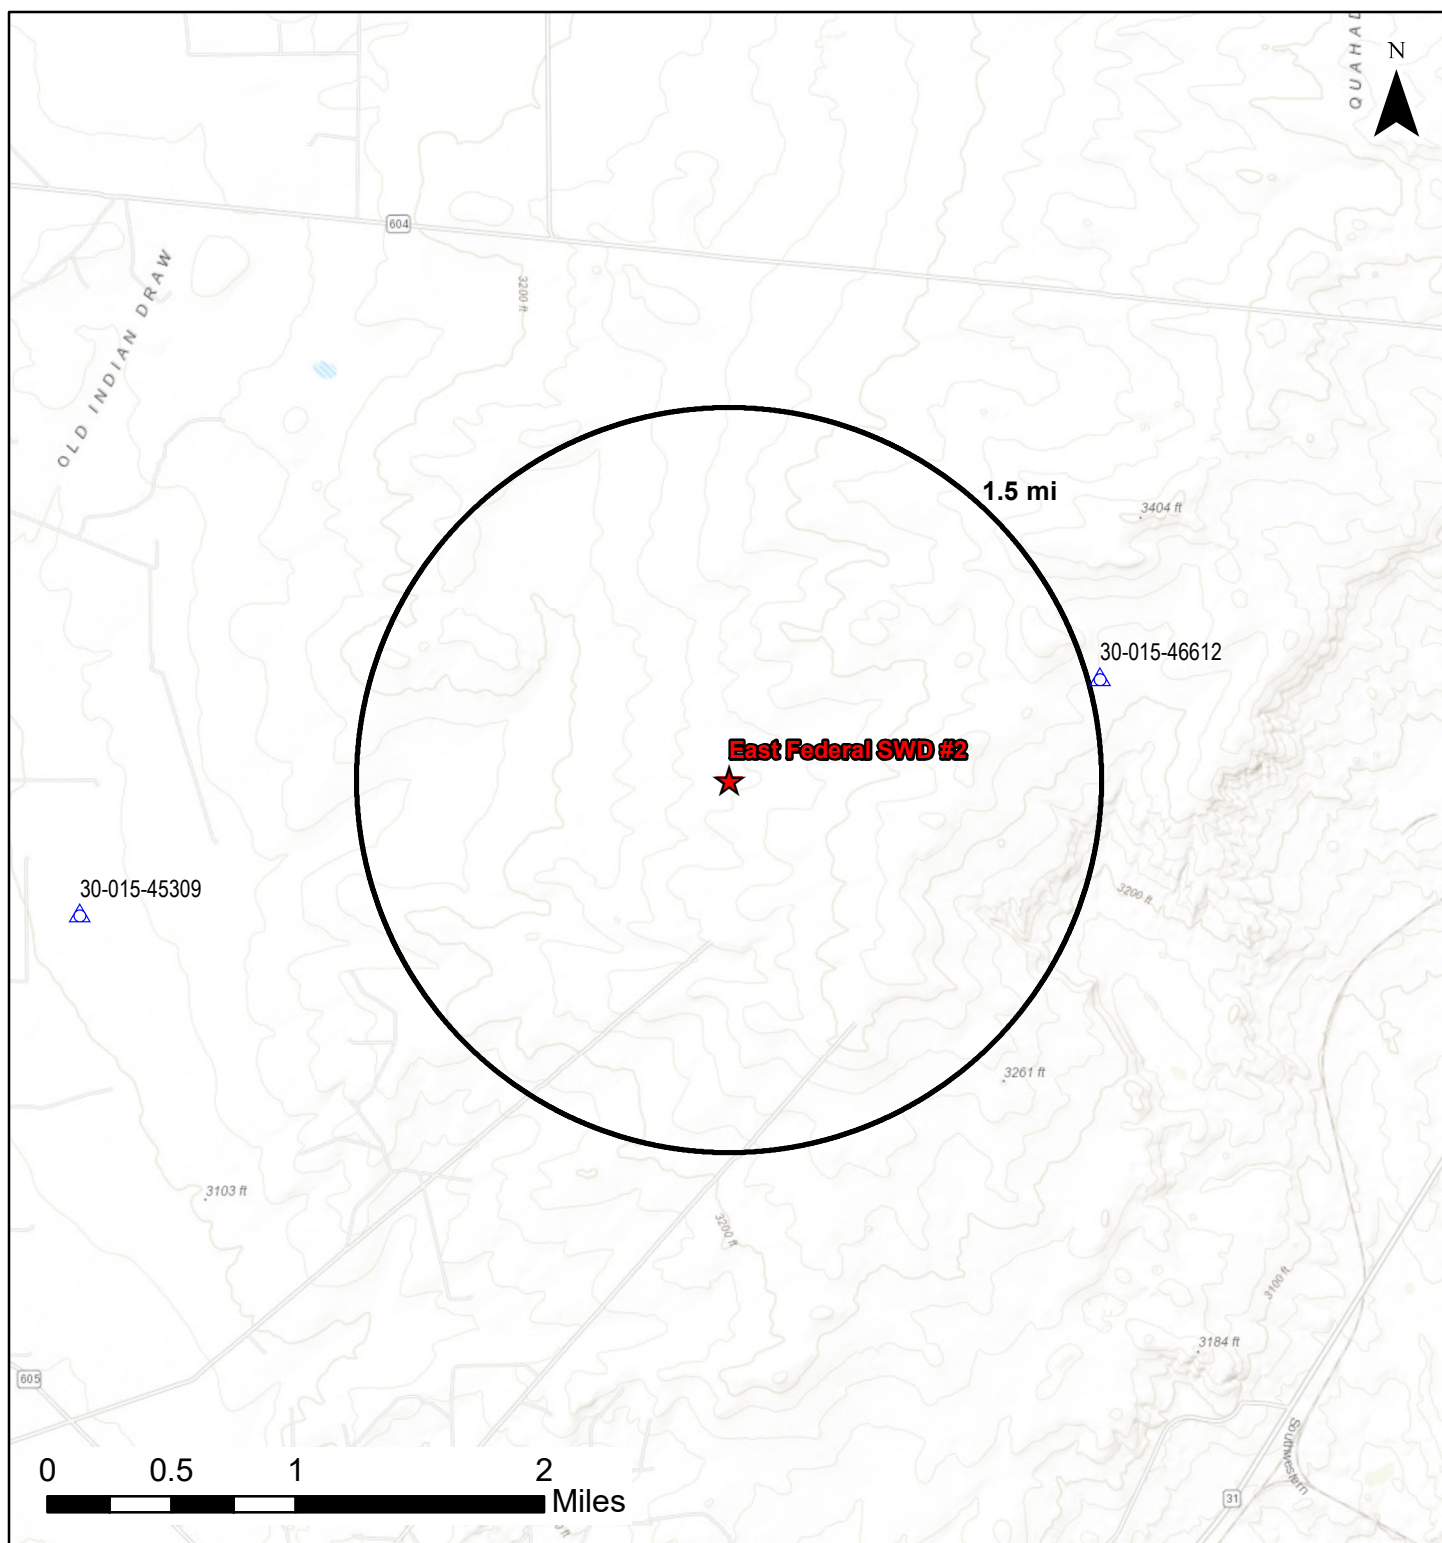 QUAHAD
N
604
OLD INDIAN DRAW
3200 ft
1.5 mi
3404 ft
30-015-46612
East Federal SWD #2
30-015-45309
3200 ft
3261 ft
3103 ft
3200 ft
3100 ft
3184 ft
605
Southwestern
31
0 0.5 1 2
Miles